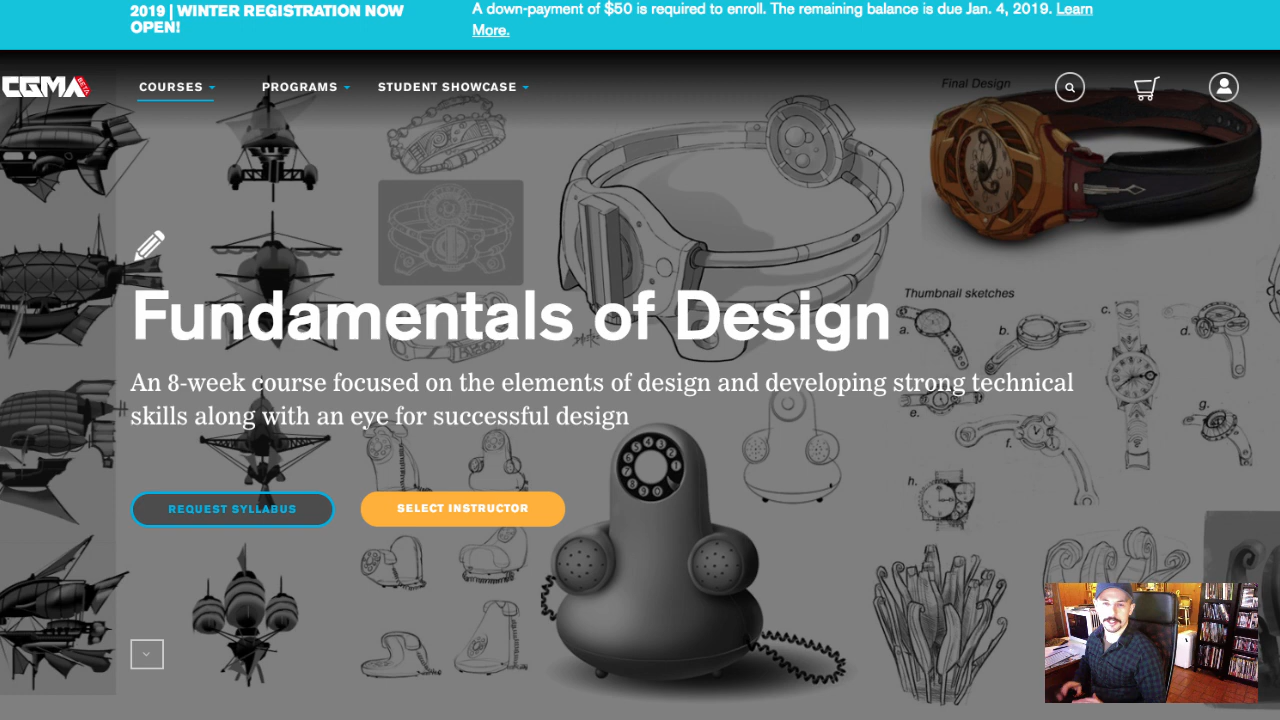 2019 | WINTER REGISTRATION NOW
OPEN!
A down-payment of $50 is required to enroll. The remaining balance is due Jan. 4, 2019. Learn
More.
CGMA BETA
COURSES
PROGRAMS
STUDENT SHOWCASE
Final Design
Thumbnail sketches
a.
b.
c.
d.
Fundamentals of Design
An 8-week course focused on the elements of design and developing strong technical
skills along with an eye for successful design
e.
f.
g.
h.
REQUEST SYLLABUS
SELECT INSTRUCTOR